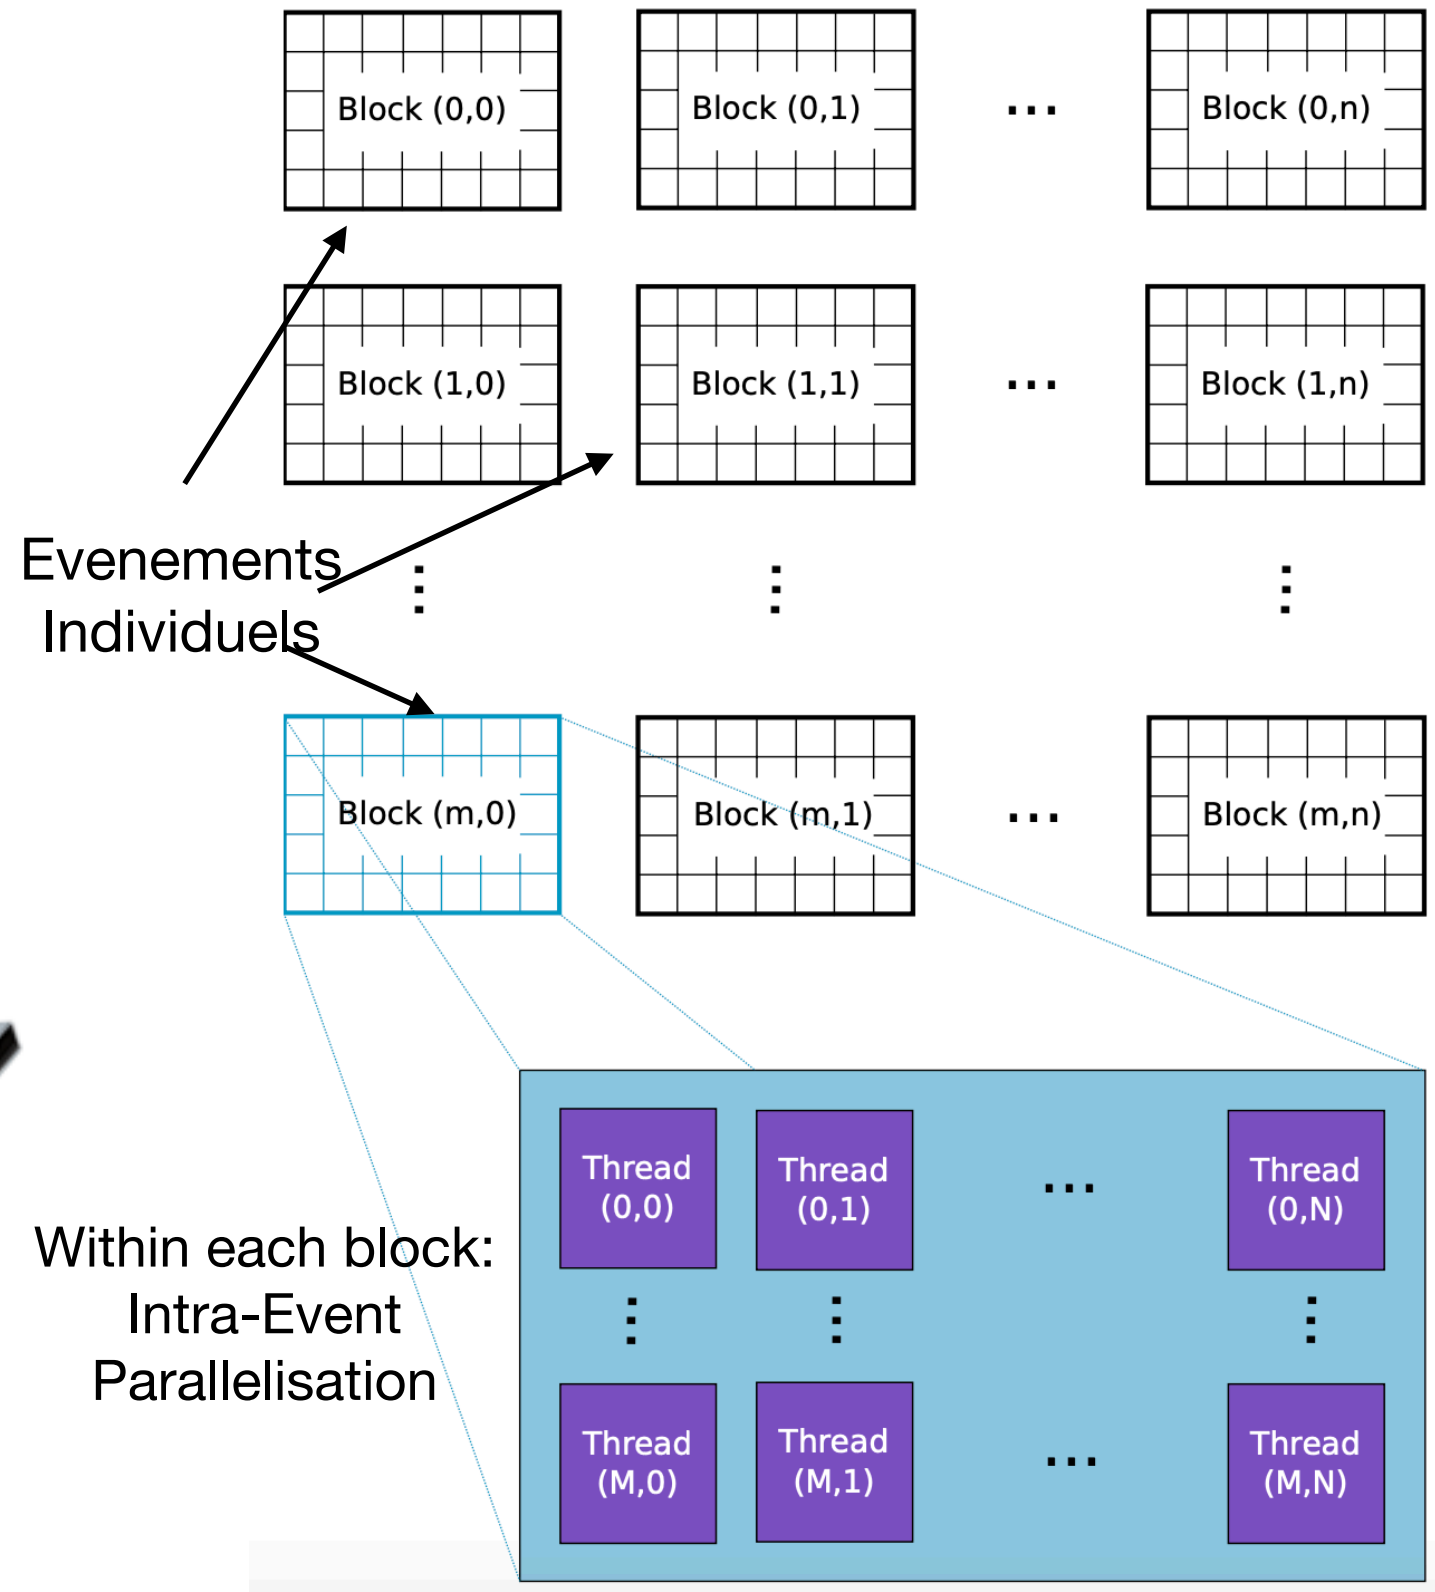 Block (0,0)
Block (0,1)
...
Block (0,n)
Block (1,0)
Block (1,1)
...
Block (1,n)
Evenements
Individuels
Block (m,0)
Block (m,1)
...
Block (m,n)
Within each block:
Intra-Event
Parallelisation
Thread
(0,0)
Thread
(0,1)
...
Thread
(0,N)
Thread
(M,0)
Thread
(M,1)
...
Thread
(M,N)